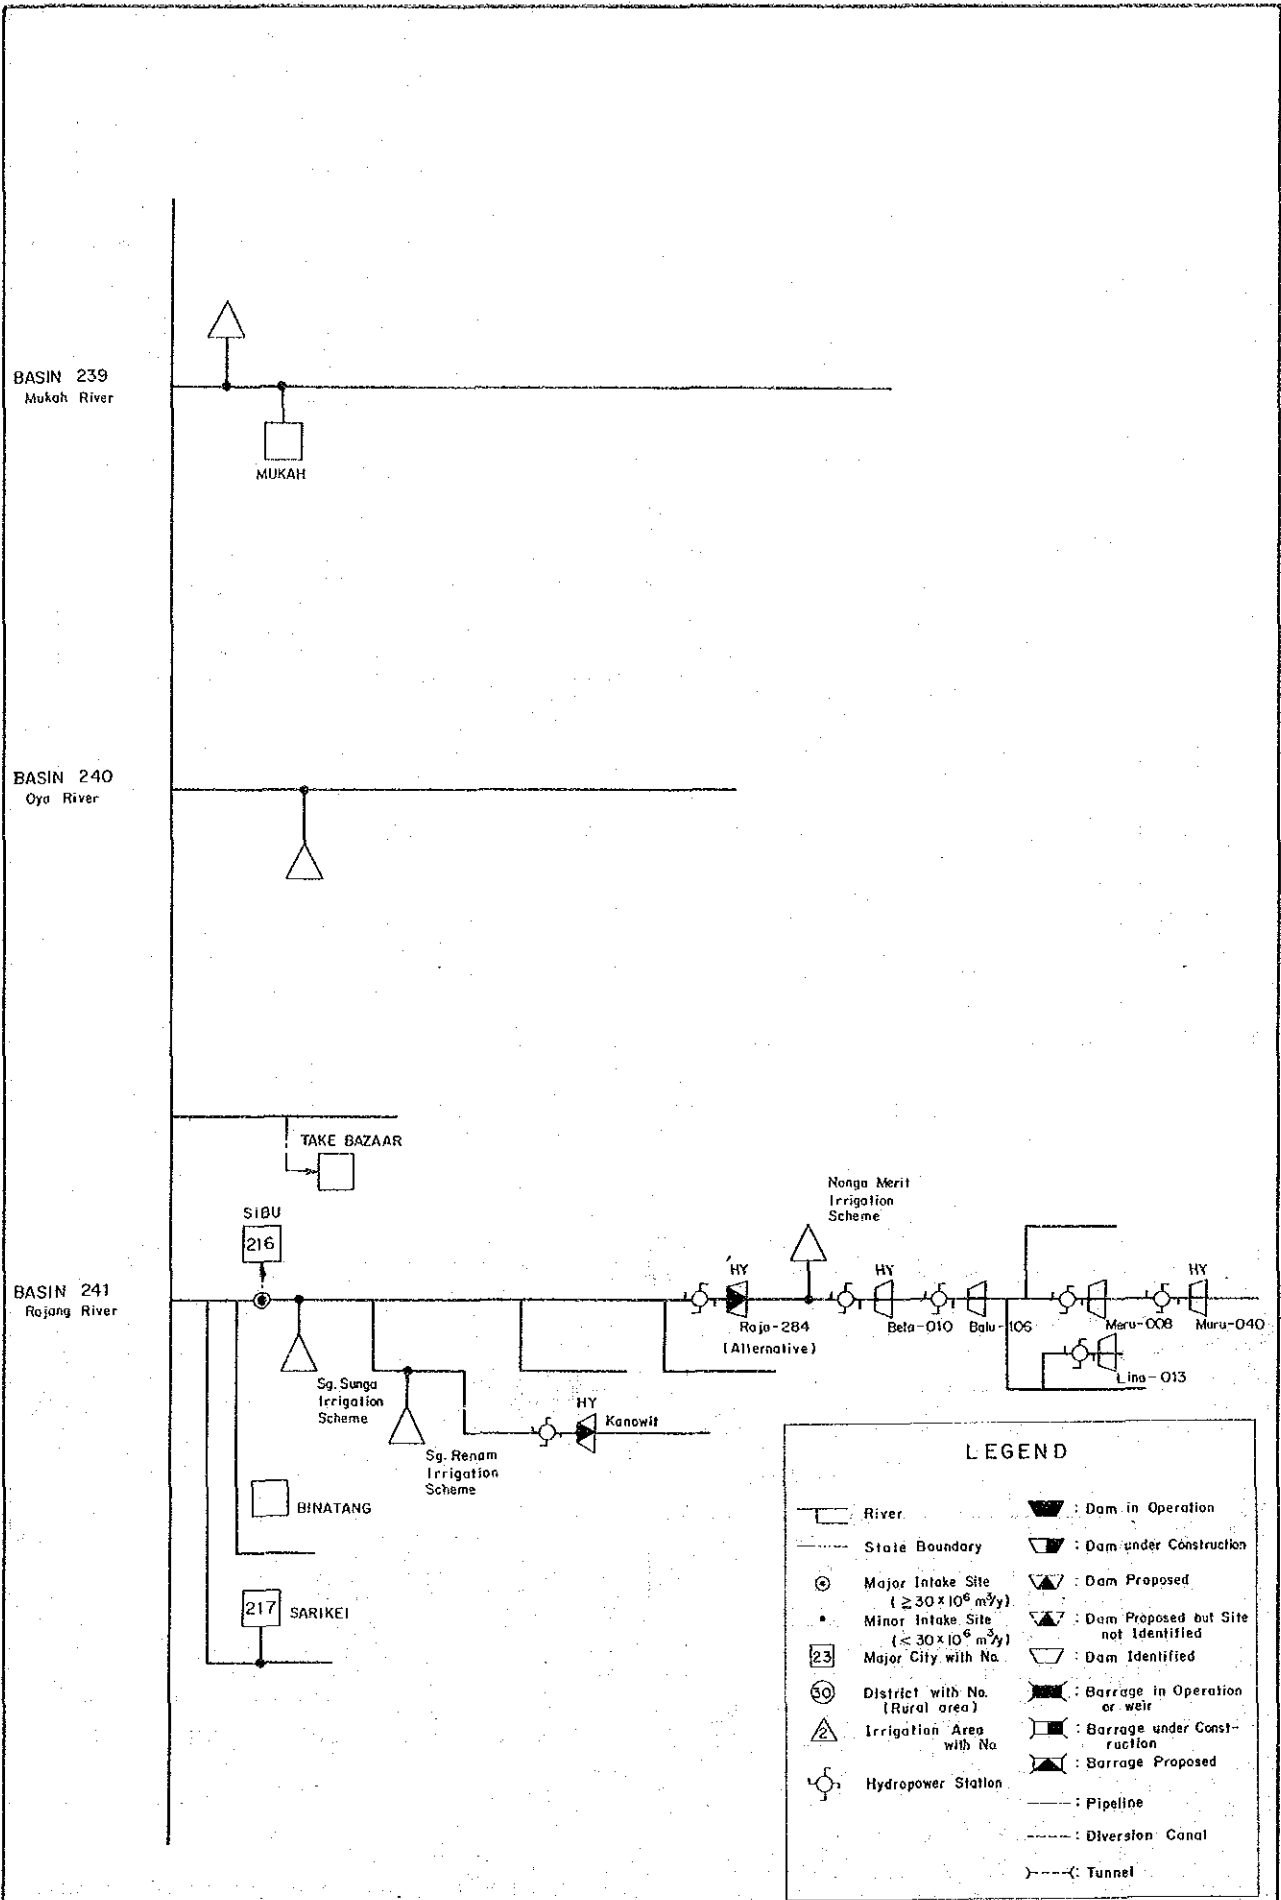 BASIN 239
Mukah River
MUKAH
BASIN 240
Oya River
TAKE BAZAAR
SIBU
216
BASIN 241
Rajang River
Nonga Merit
Irrigation
Scheme
HY
Raja-284
(Alternative)
HY
Bela-010
Balu-106
Meru-008
HY
Muru-040
Lina-013
Sg. Sunga
Irrigation
Scheme
Sg. Renam
Irrigation
Scheme
HY
Kanowit
BINATANG
217
SARIKEI
LEGEND
River
State Boundary
Major Intake Site
(≥30×10⁶ m³/y)
Minor Intake Site
(<30×10⁶ m³/y)
23
Major City with No.
30
District with No.
(Rural area)
2
Irrigation Area
with No
Hydropower Station
: Dam in Operation
: Dam under Construction
: Dam Proposed
: Dam Proposed but Site
not Identified
: Dam Identified
: Barrage in Operation
or weir
: Barrage under Const-
ruction
: Barrage Proposed
: Pipeline
: Diversion Canal
: Tunnel